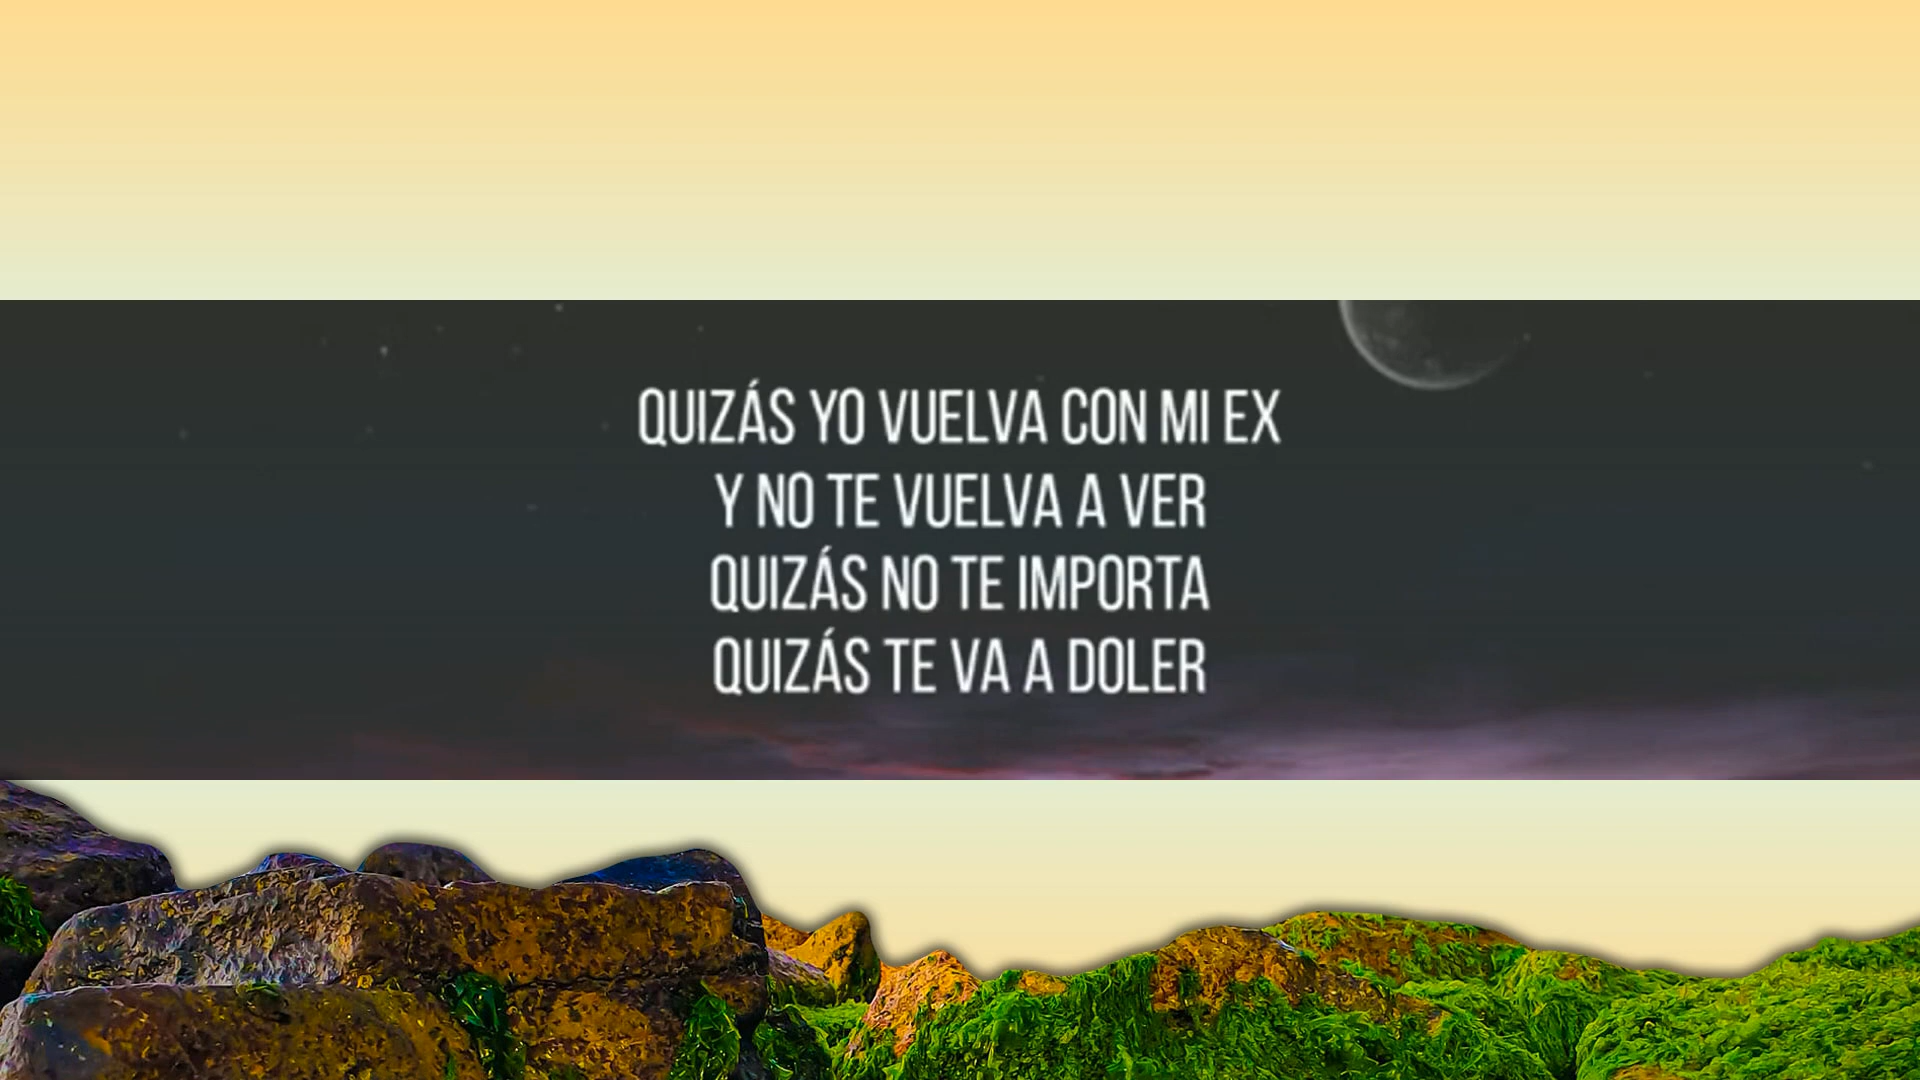 QUIZÁS YO VUELVA CON MI EX
Y NO TE VUELVA A VER
QUIZÁS NO TE IMPORTA
QUIZÁS TE VA A DOLER